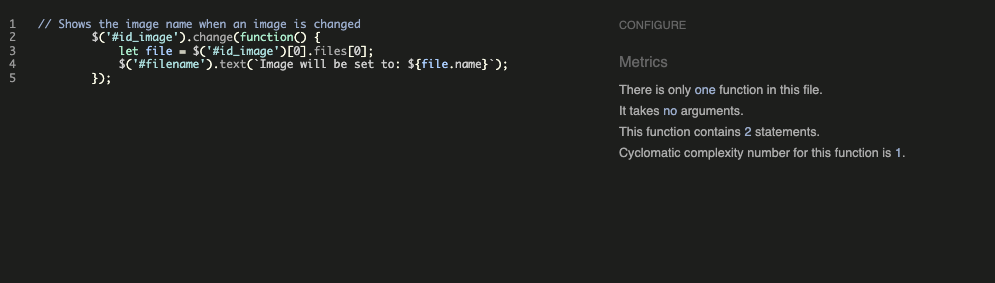 1 // Shows the image name when an image is changed
2 $('#id_image').change(function() {
3 let file = $('#id_image')[0].files[0];
4 $('#filename').text(`Image will be set to: ${file.name}`);
5 });
CONFIGURE
Metrics
There is only one function in this file.
It takes no arguments.
This function contains 2 statements.
Cyclomatic complexity number for this function is 1.